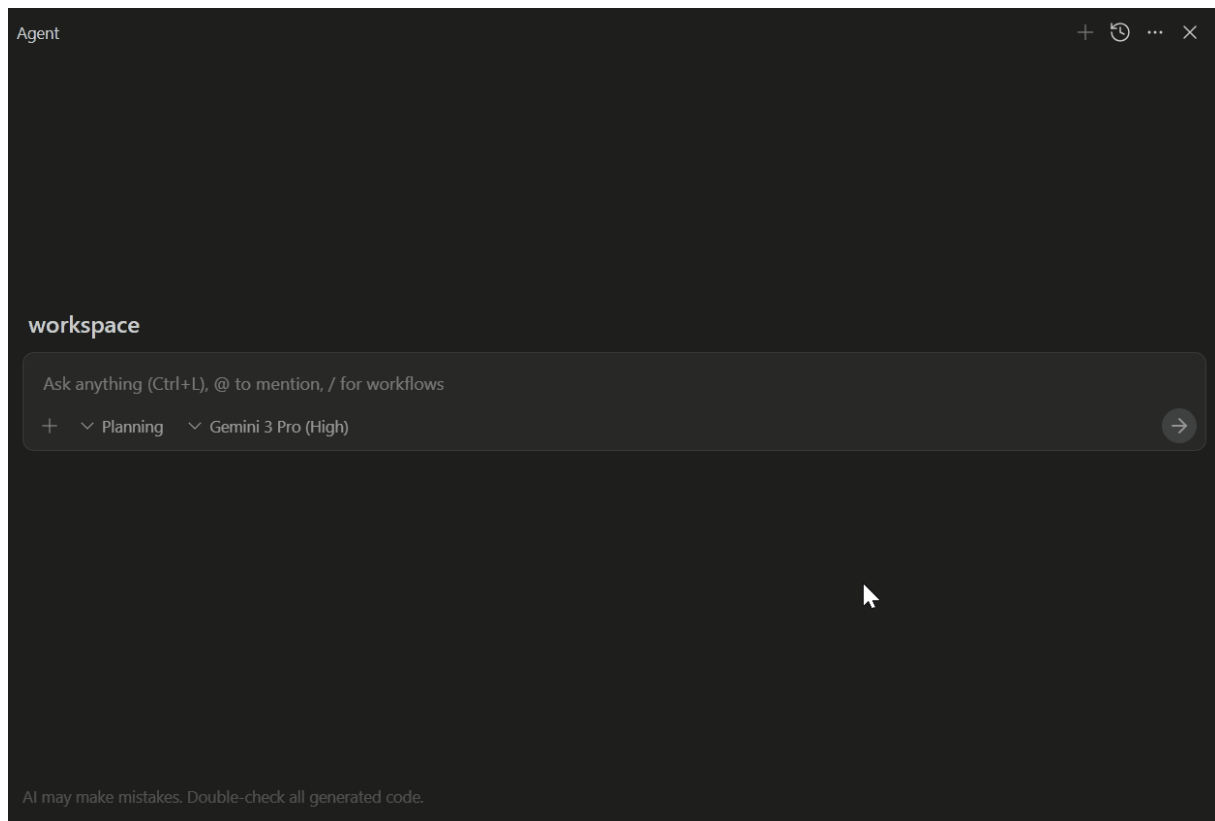 Agent
workspace
Ask anything (Ctrl+L), @ to mention, / for workflows
Planning Gemini 3 Pro (High)
AI may make mistakes. Double-check all generated code.